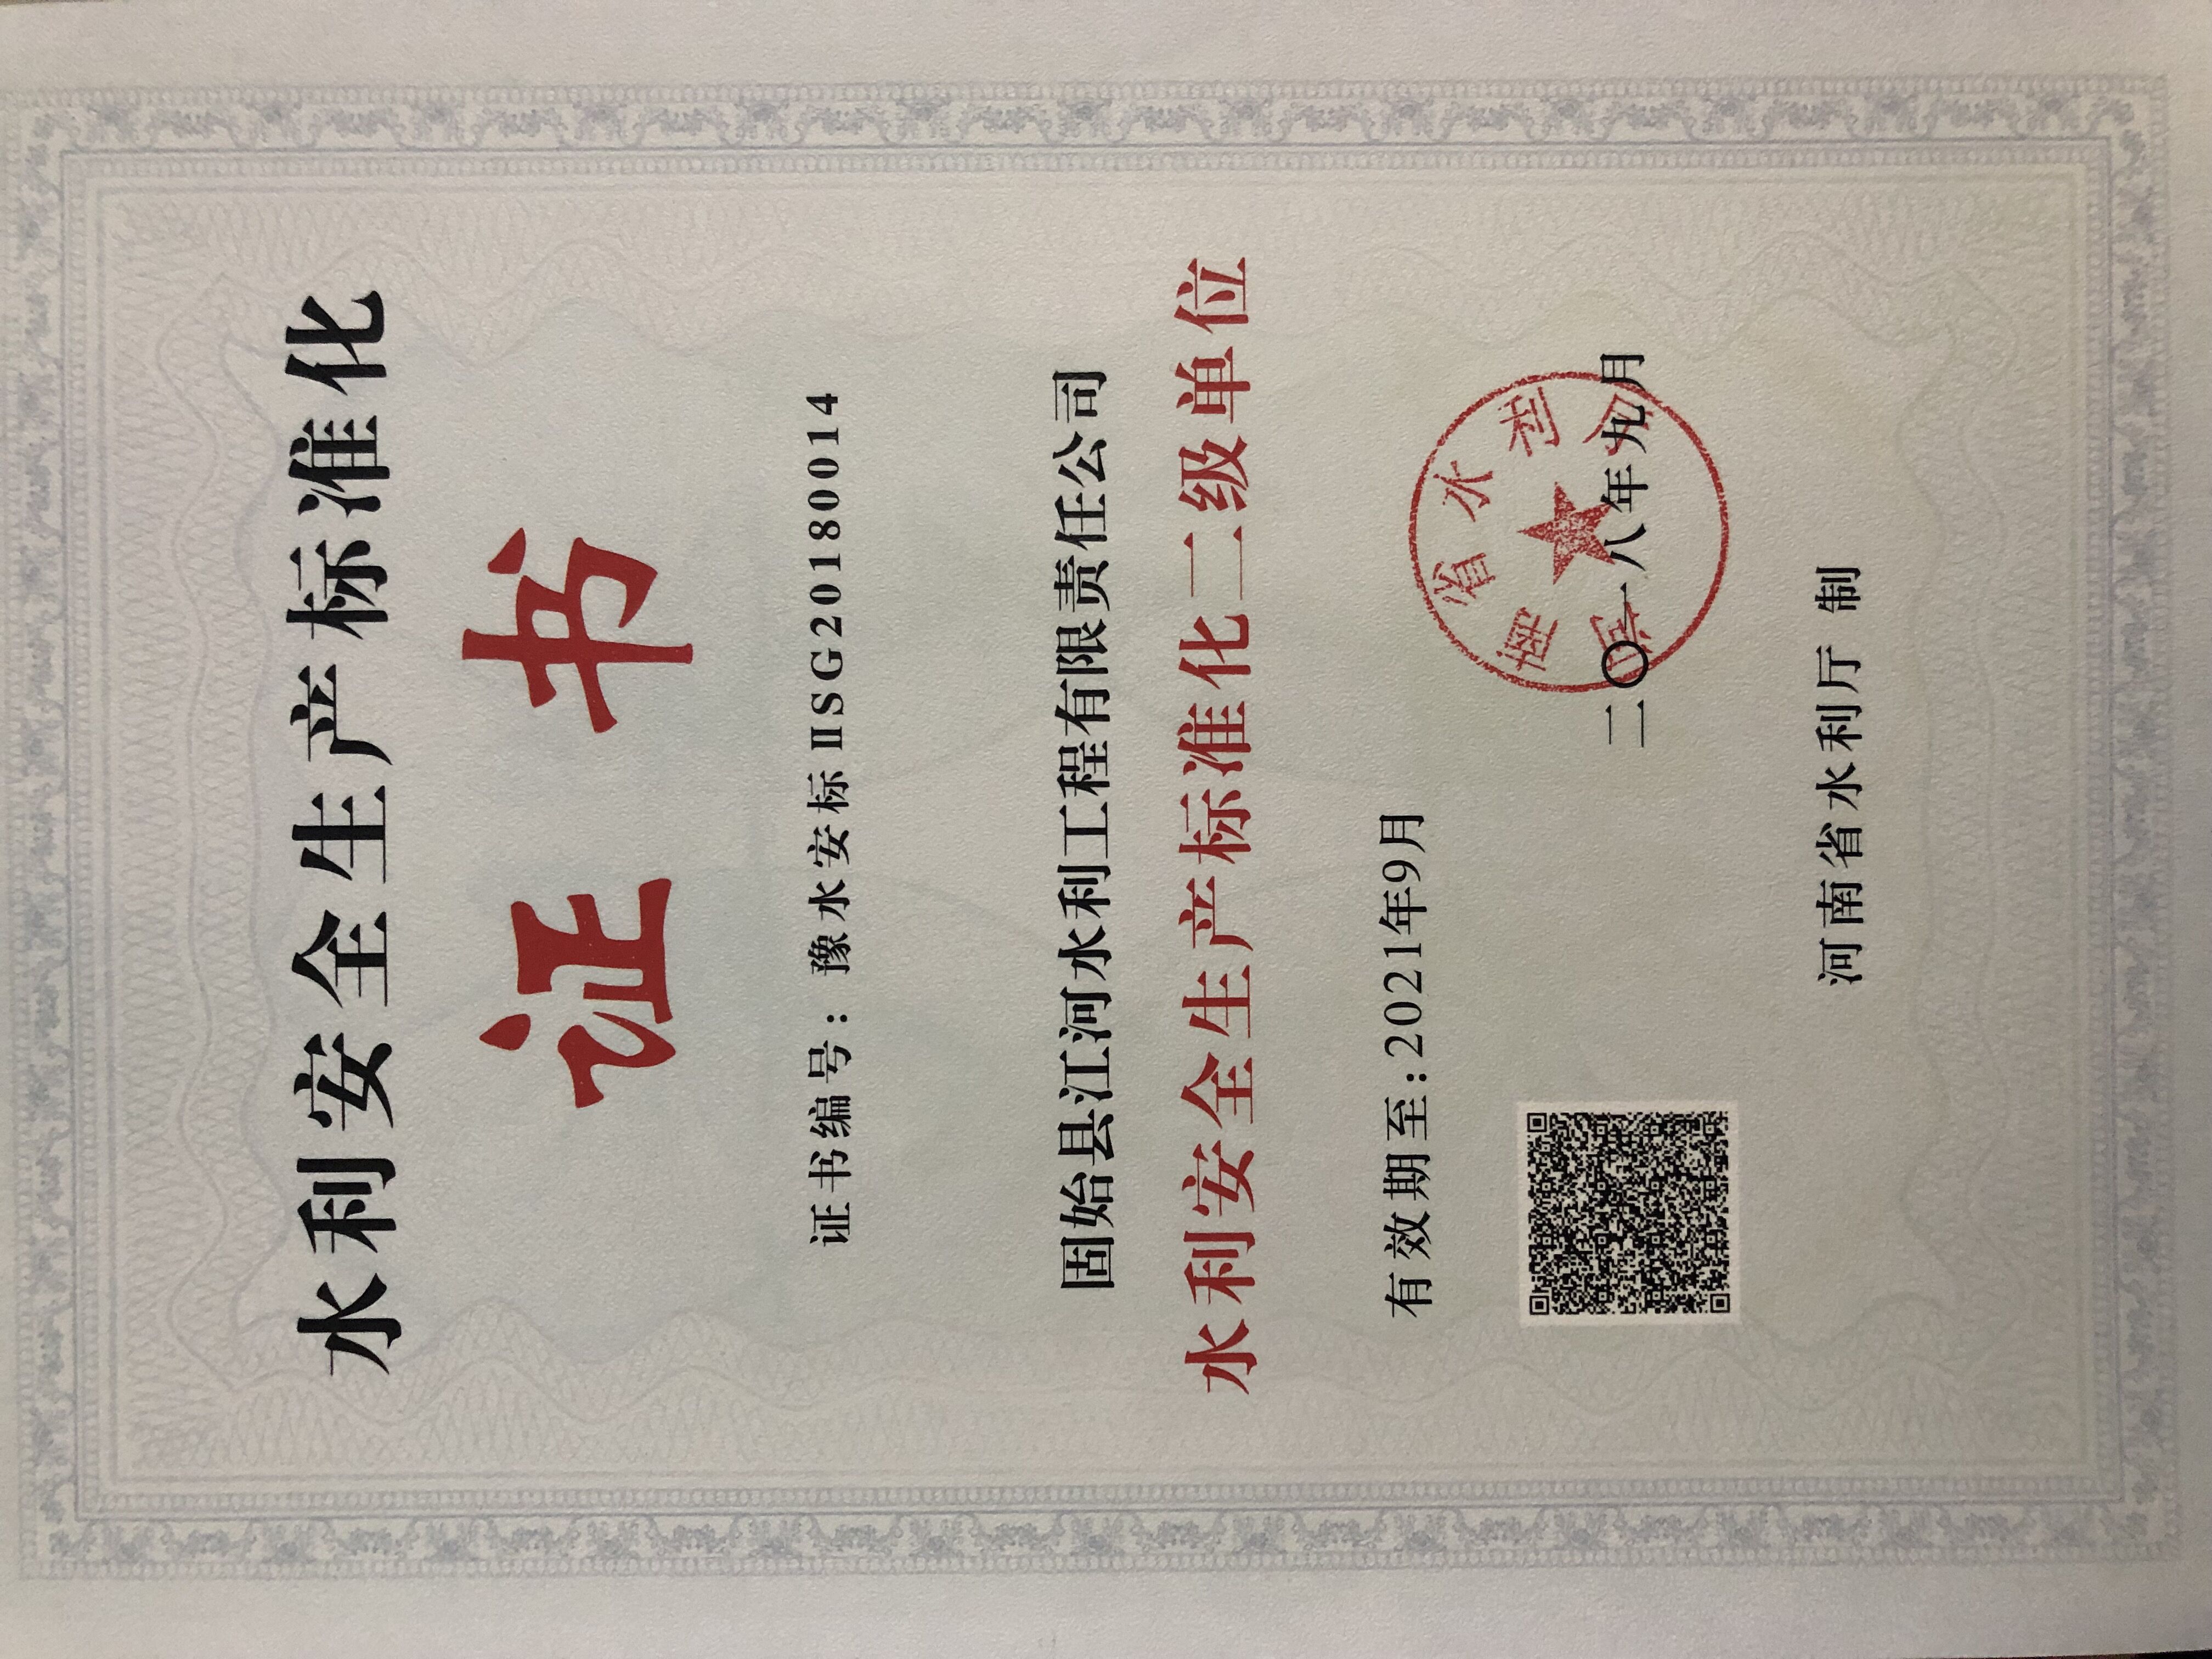 水利安全生产标准化
证书
证书编号：豫水安标ⅡSG20180014
固始县江河水利工程有限责任公司
水利安全生产标准化二级单位
有效期至:2021年9月
省水利
二〇一八年九月
河南省水利厅 制